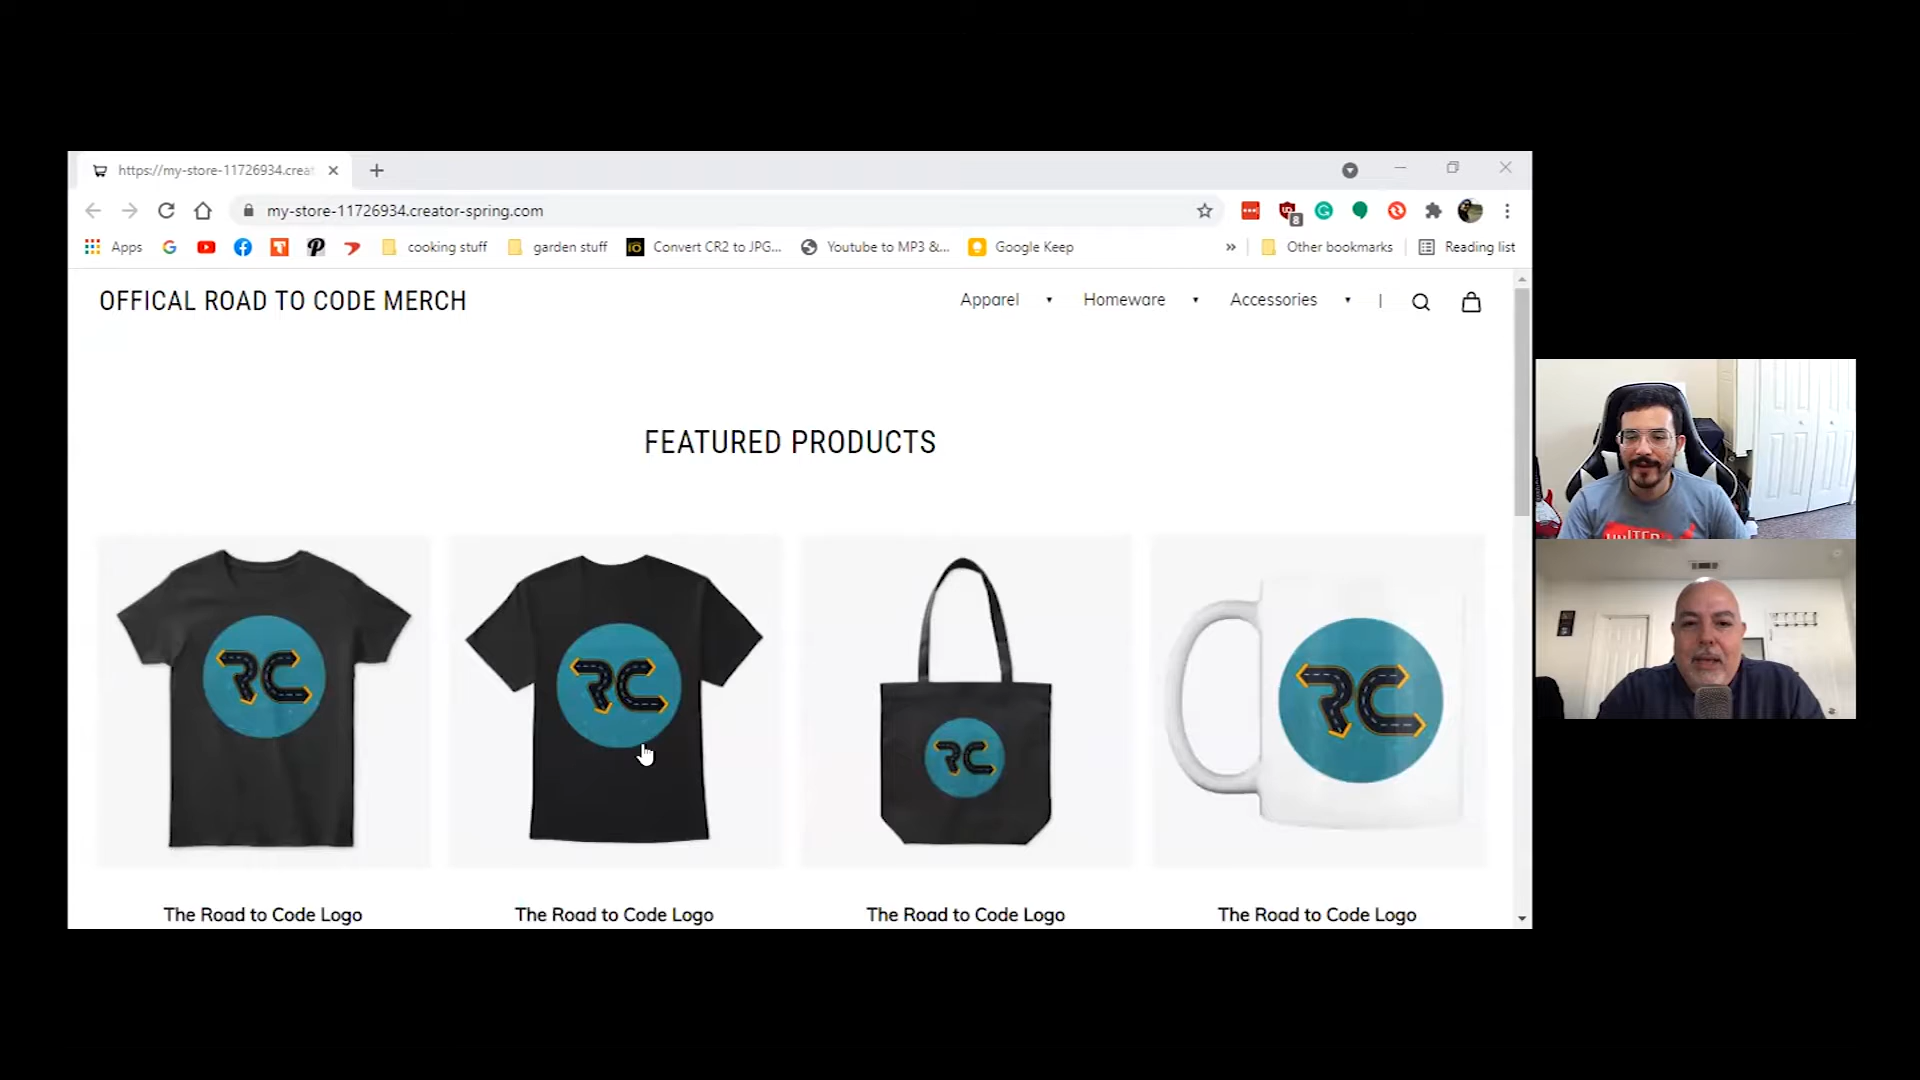 https://my-store-11726934.crea
my-store-11726934.creator-spring.com
8
Apps
cooking stuff
garden stuff
Convert CR2 to JPG...
Youtube to MP3 &...
Google Keep
»
Other bookmarks
Reading list
OFFICAL ROAD TO CODE MERCH
Apparel
Homeware
Accessories
|
FEATURED PRODUCTS
RC
RC
RC
RC
The Road to Code Logo
The Road to Code Logo
The Road to Code Logo
The Road to Code Logo